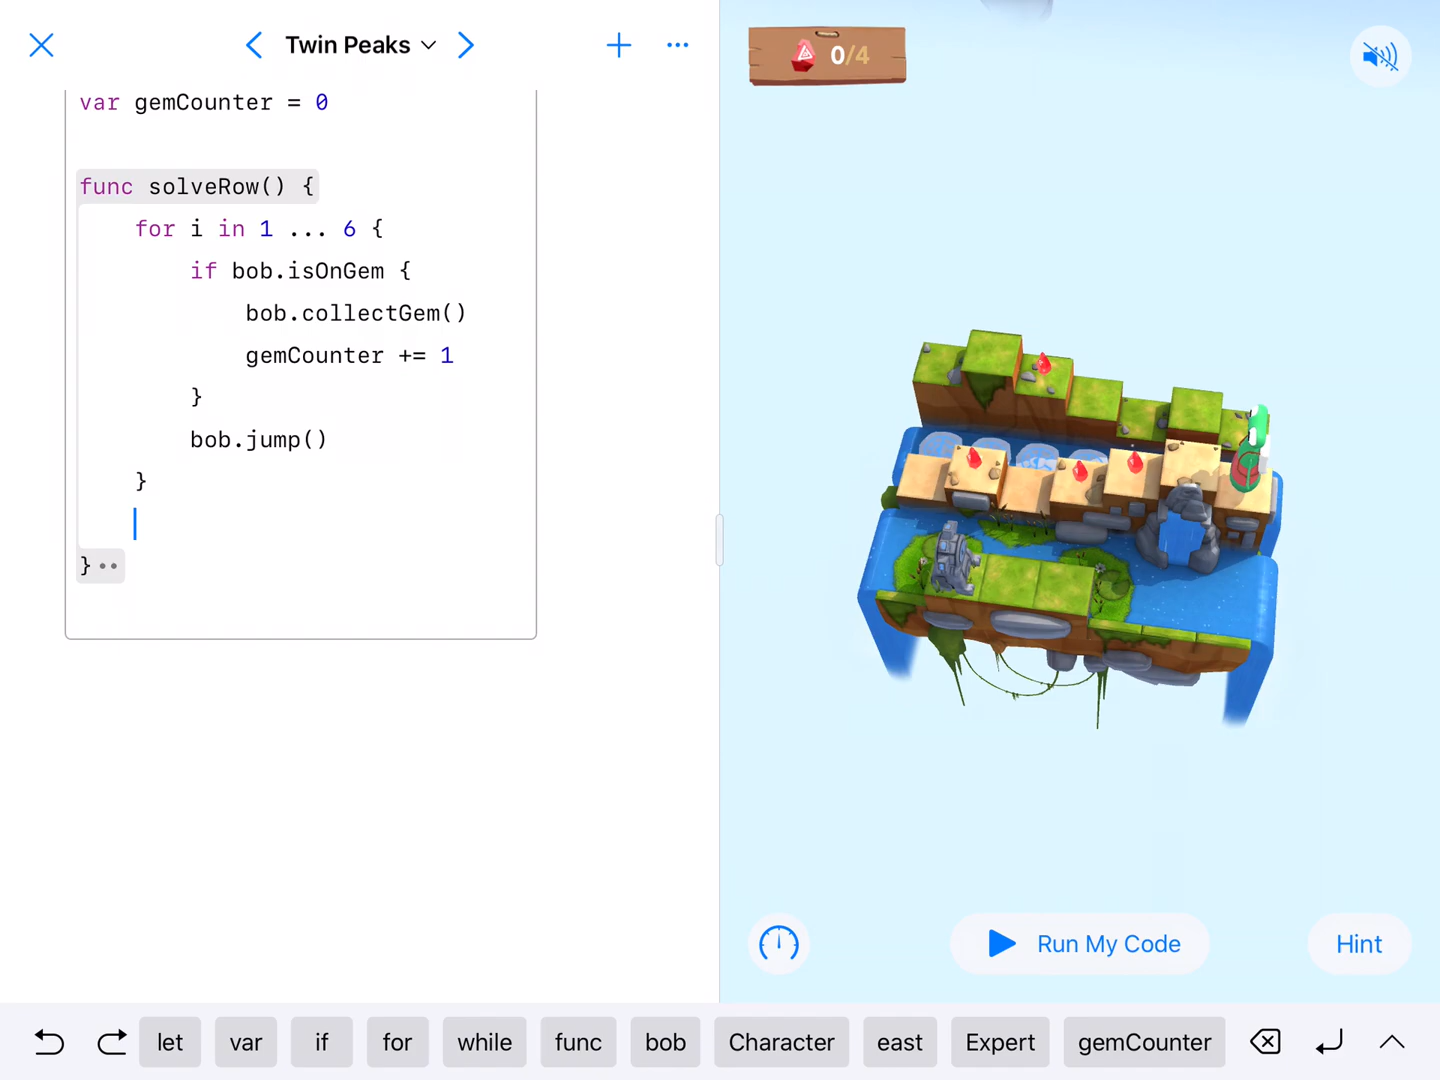 Twin Peaks
var gemCounter = 0
func solveRow() {
for i in 1 ... 6 {
if bob.isOnGem {
bob.collectGem()
gemCounter += 1
}
bob.jump()
}
}
0/4
Run My Code
Hint
let var if for while func bob Character east Expert gemCounter